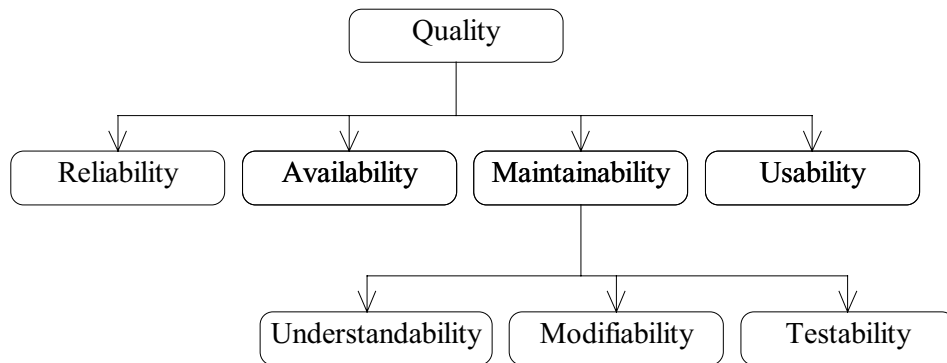 Quality
Reliability
Availability
Maintainability
Usability
Understandability
Modifiability
Testability